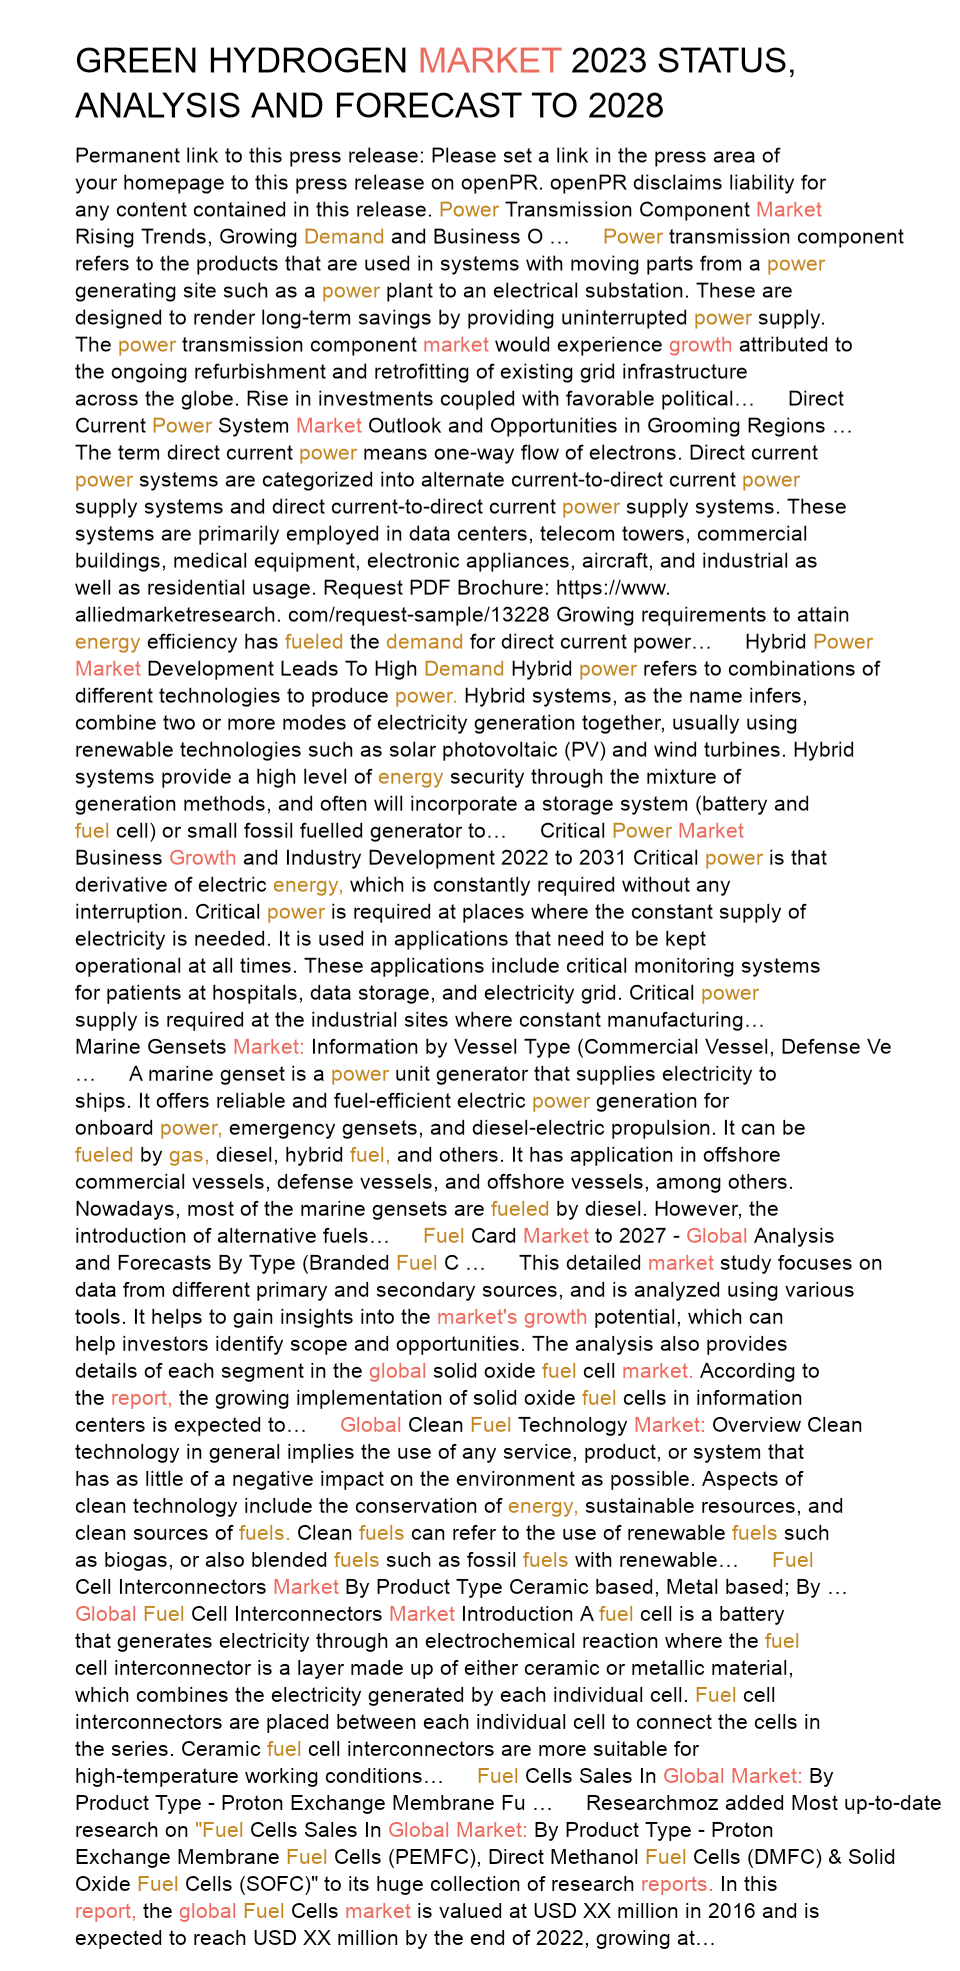 GREEN HYDROGEN MARKET 2023 STATUS,
ANALYSIS AND FORECAST TO 2028
Permanent link to this press release: Please set a link in the press area of
your homepage to this press release on openPR. openPR disclaims liability for
any content contained in this release. Power Transmission Component Market
Rising Trends, Growing Demand and Business O … Power transmission component
refers to the products that are used in systems with moving parts from a power
generating site such as a power plant to an electrical substation. These are
designed to render long-term savings by providing uninterrupted power supply.
The power transmission component market would experience growth attributed to
the ongoing refurbishment and retrofitting of existing grid infrastructure
across the globe. Rise in investments coupled with favorable political… Direct
Current Power System Market Outlook and Opportunities in Grooming Regions …
The term direct current power means one-way flow of electrons. Direct current
power systems are categorized into alternate current-to-direct current power
supply systems and direct current-to-direct current power supply systems. These
systems are primarily employed in data centers, telecom towers, commercial
buildings, medical equipment, electronic appliances, aircraft, and industrial as
well as residential usage. Request PDF Brochure: https://www.
alliedmarketresearch. com/request-sample/13228 Growing requirements to attain
energy efficiency has fueled the demand for direct current power… Hybrid Power
Market Development Leads To High Demand Hybrid power refers to combinations of
different technologies to produce power. Hybrid systems, as the name infers,
combine two or more modes of electricity generation together, usually using
renewable technologies such as solar photovoltaic (PV) and wind turbines. Hybrid
systems provide a high level of energy security through the mixture of
generation methods, and often will incorporate a storage system (battery and
fuel cell) or small fossil fuelled generator to… Critical Power Market
Business Growth and Industry Development 2022 to 2031 Critical power is that
derivative of electric energy, which is constantly required without any
interruption. Critical power is required at places where the constant supply of
electricity is needed. It is used in applications that need to be kept
operational at all times. These applications include critical monitoring systems
for patients at hospitals, data storage, and electricity grid. Critical power
supply is required at the industrial sites where constant manufacturing…
Marine Gensets Market: Information by Vessel Type (Commercial Vessel, Defense Ve
… A marine genset is a power unit generator that supplies electricity to
ships. It offers reliable and fuel-efficient electric power generation for
onboard power, emergency gensets, and diesel-electric propulsion. It can be
fueled by gas, diesel, hybrid fuel, and others. It has application in offshore
commercial vessels, defense vessels, and offshore vessels, among others.
Nowadays, most of the marine gensets are fueled by diesel. However, the
introduction of alternative fuels… Fuel Card Market to 2027 - Global Analysis
and Forecasts By Type (Branded Fuel C … This detailed market study focuses on
data from different primary and secondary sources, and is analyzed using various
tools. It helps to gain insights into the market's growth potential, which can
help investors identify scope and opportunities. The analysis also provides
details of each segment in the global solid oxide fuel cell market. According to
the report, the growing implementation of solid oxide fuel cells in information
centers is expected to… Global Clean Fuel Technology Market: Overview Clean
technology in general implies the use of any service, product, or system that
has as little of a negative impact on the environment as possible. Aspects of
clean technology include the conservation of energy, sustainable resources, and
clean sources of fuels. Clean fuels can refer to the use of renewable fuels such
as biogas, or also blended fuels such as fossil fuels with renewable… Fuel
Cell Interconnectors Market By Product Type Ceramic based, Metal based; By …
Global Fuel Cell Interconnectors Market Introduction A fuel cell is a battery
that generates electricity through an electrochemical reaction where the fuel
cell interconnector is a layer made up of either ceramic or metallic material,
which combines the electricity generated by each individual cell. Fuel cell
interconnectors are placed between each individual cell to connect the cells in
the series. Ceramic fuel cell interconnectors are more suitable for
high-temperature working conditions… Fuel Cells Sales In Global Market: By
Product Type - Proton Exchange Membrane Fu … Researchmoz added Most up-to-date
research on "Fuel Cells Sales In Global Market: By Product Type - Proton
Exchange Membrane Fuel Cells (PEMFC), Direct Methanol Fuel Cells (DMFC) & Solid
Oxide Fuel Cells (SOFC)" to its huge collection of research reports. In this
report, the global Fuel Cells market is valued at USD XX million in 2016 and is
expected to reach USD XX million by the end of 2022, growing at…